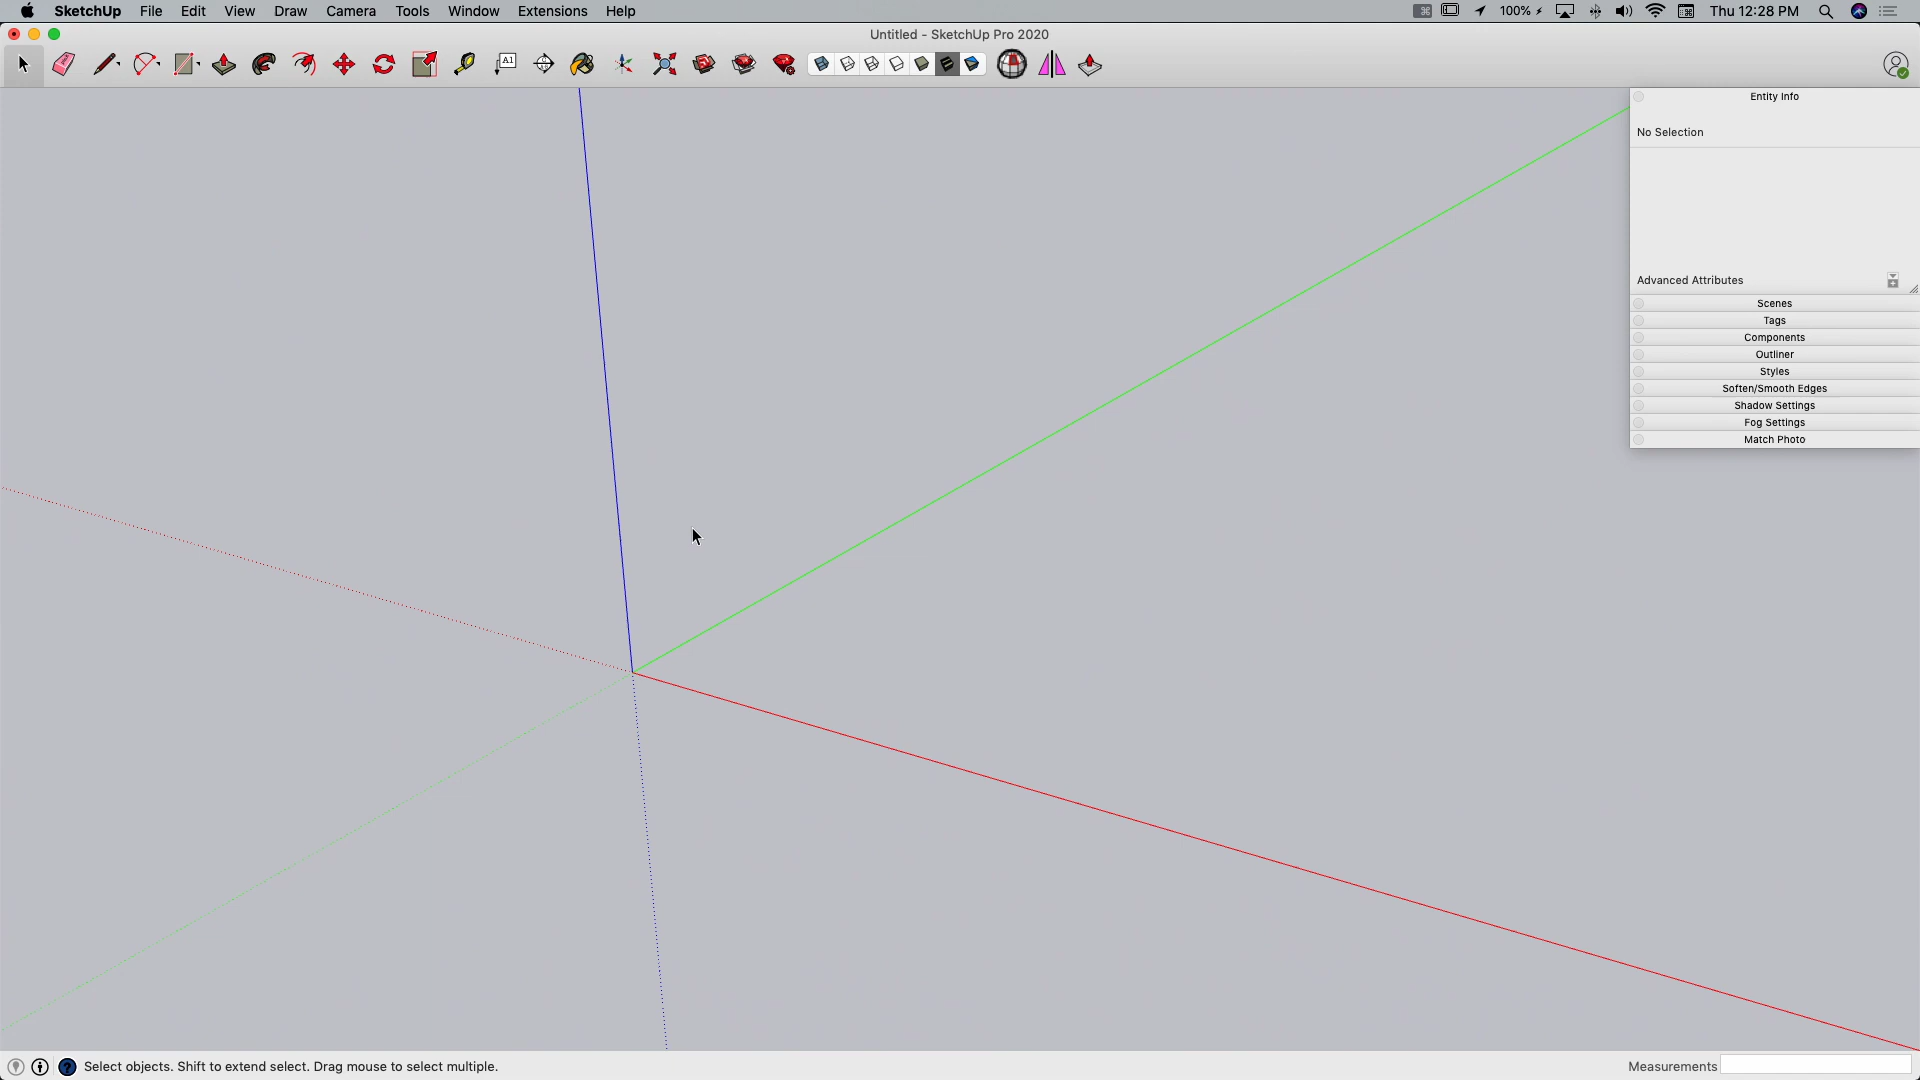 SketchUp File Edit View Draw Camera Tools Window Extensions Help 100% Thu 12:28 PM
Untitled - SketchUp Pro 2020
A1
Entity Info
No Selection
Advanced Attributes
Scenes
Tags
Components
Outliner
Styles
Soften/Smooth Edges
Shadow Settings
Fog Settings
Match Photo
Select objects. Shift to extend select. Drag mouse to select multiple.
Measurements